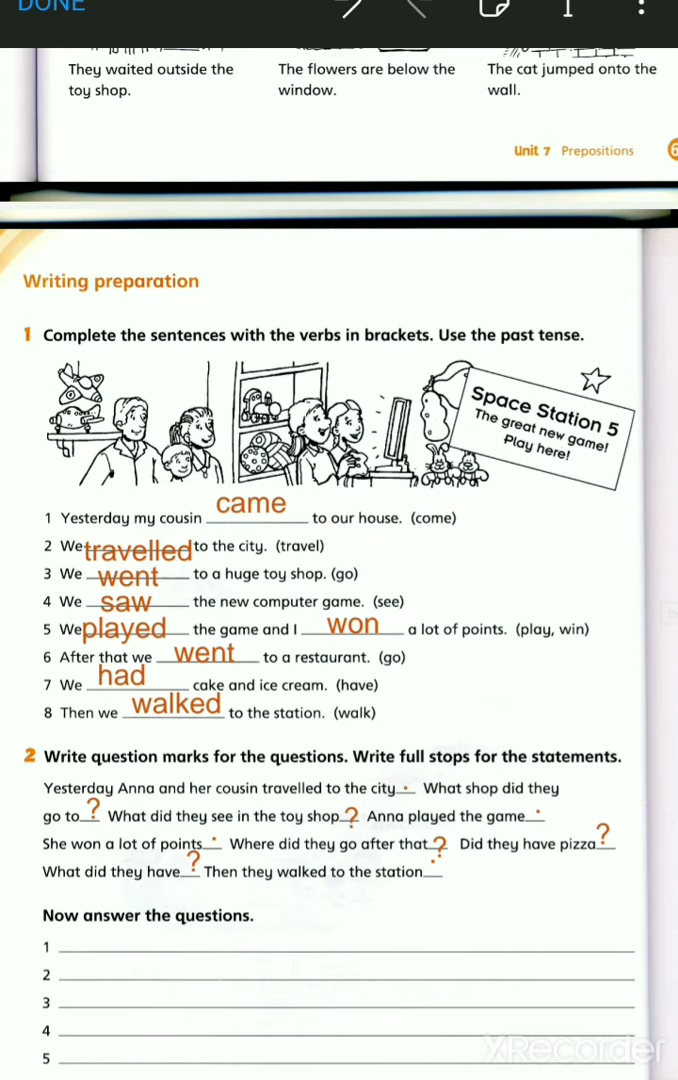 DONE
They waited outside the toy shop.
The flowers are below the window.
The cat jumped onto the wall.
Unit 7 Prepositions
Writing preparation
1 Complete the sentences with the verbs in brackets. Use the past tense.
Space Station 5
The great new game!
Play here!
1 Yesterday my cousin came to our house. (come)
2 We travelled to the city. (travel)
3 We went to a huge toy shop. (go)
4 We saw the new computer game. (see)
5 We played the game and I won a lot of points. (play, win)
6 After that we went to a restaurant. (go)
7 We had cake and ice cream. (have)
8 Then we walked to the station. (walk)
2 Write question marks for the questions. Write full stops for the statements.
Yesterday Anna and her cousin travelled to the city. What shop did they
go to? What did they see in the toy shop? Anna played the game.
She won a lot of points. Where did they go after that? Did they have pizza?
What did they have? Then they walked to the station.
Now answer the questions.
1
2
3
4
5
XRecorder